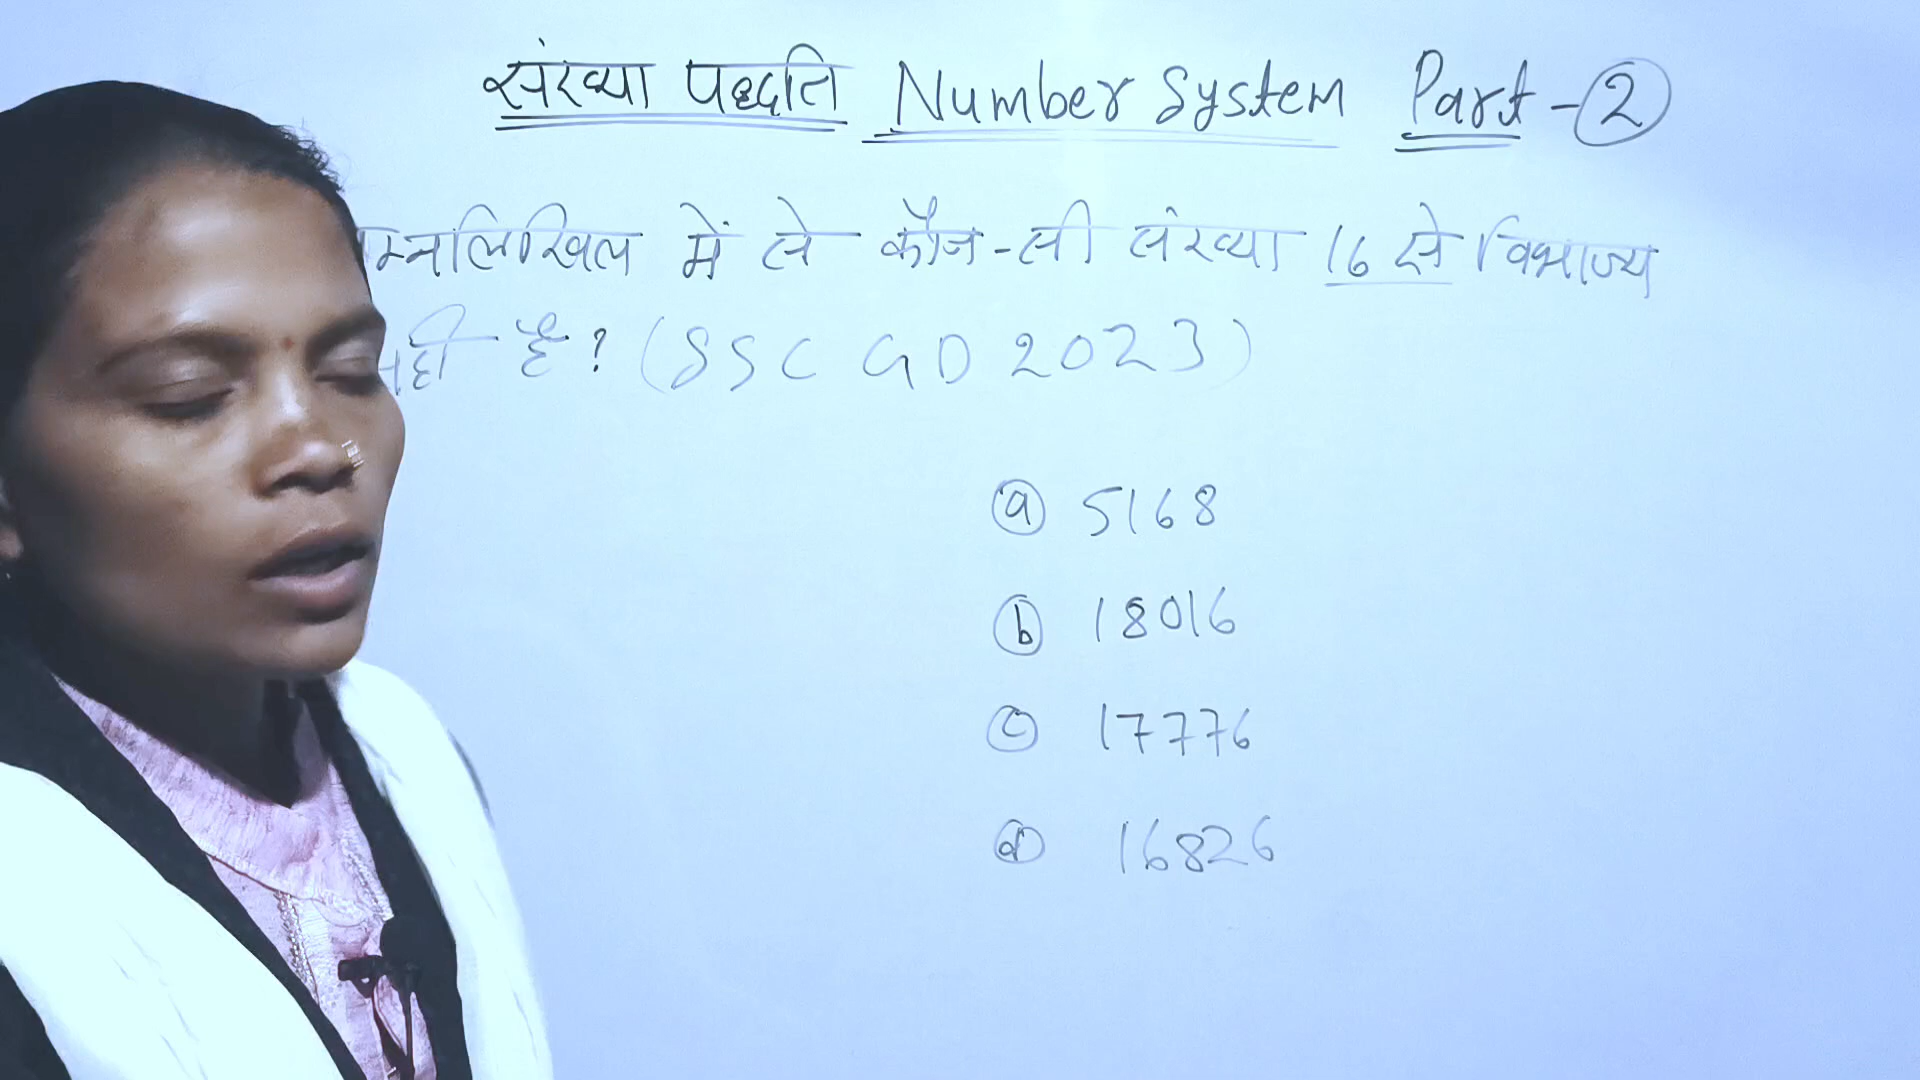 संख्या पद्धति Number System Part - 2
म्नलिखित में से कौन-सी संख्या 16 से विभाज्य
नहीं है? (SSC GD 2023)
(a) 5168
(b) 18016
(c) 17776
(d) 16826